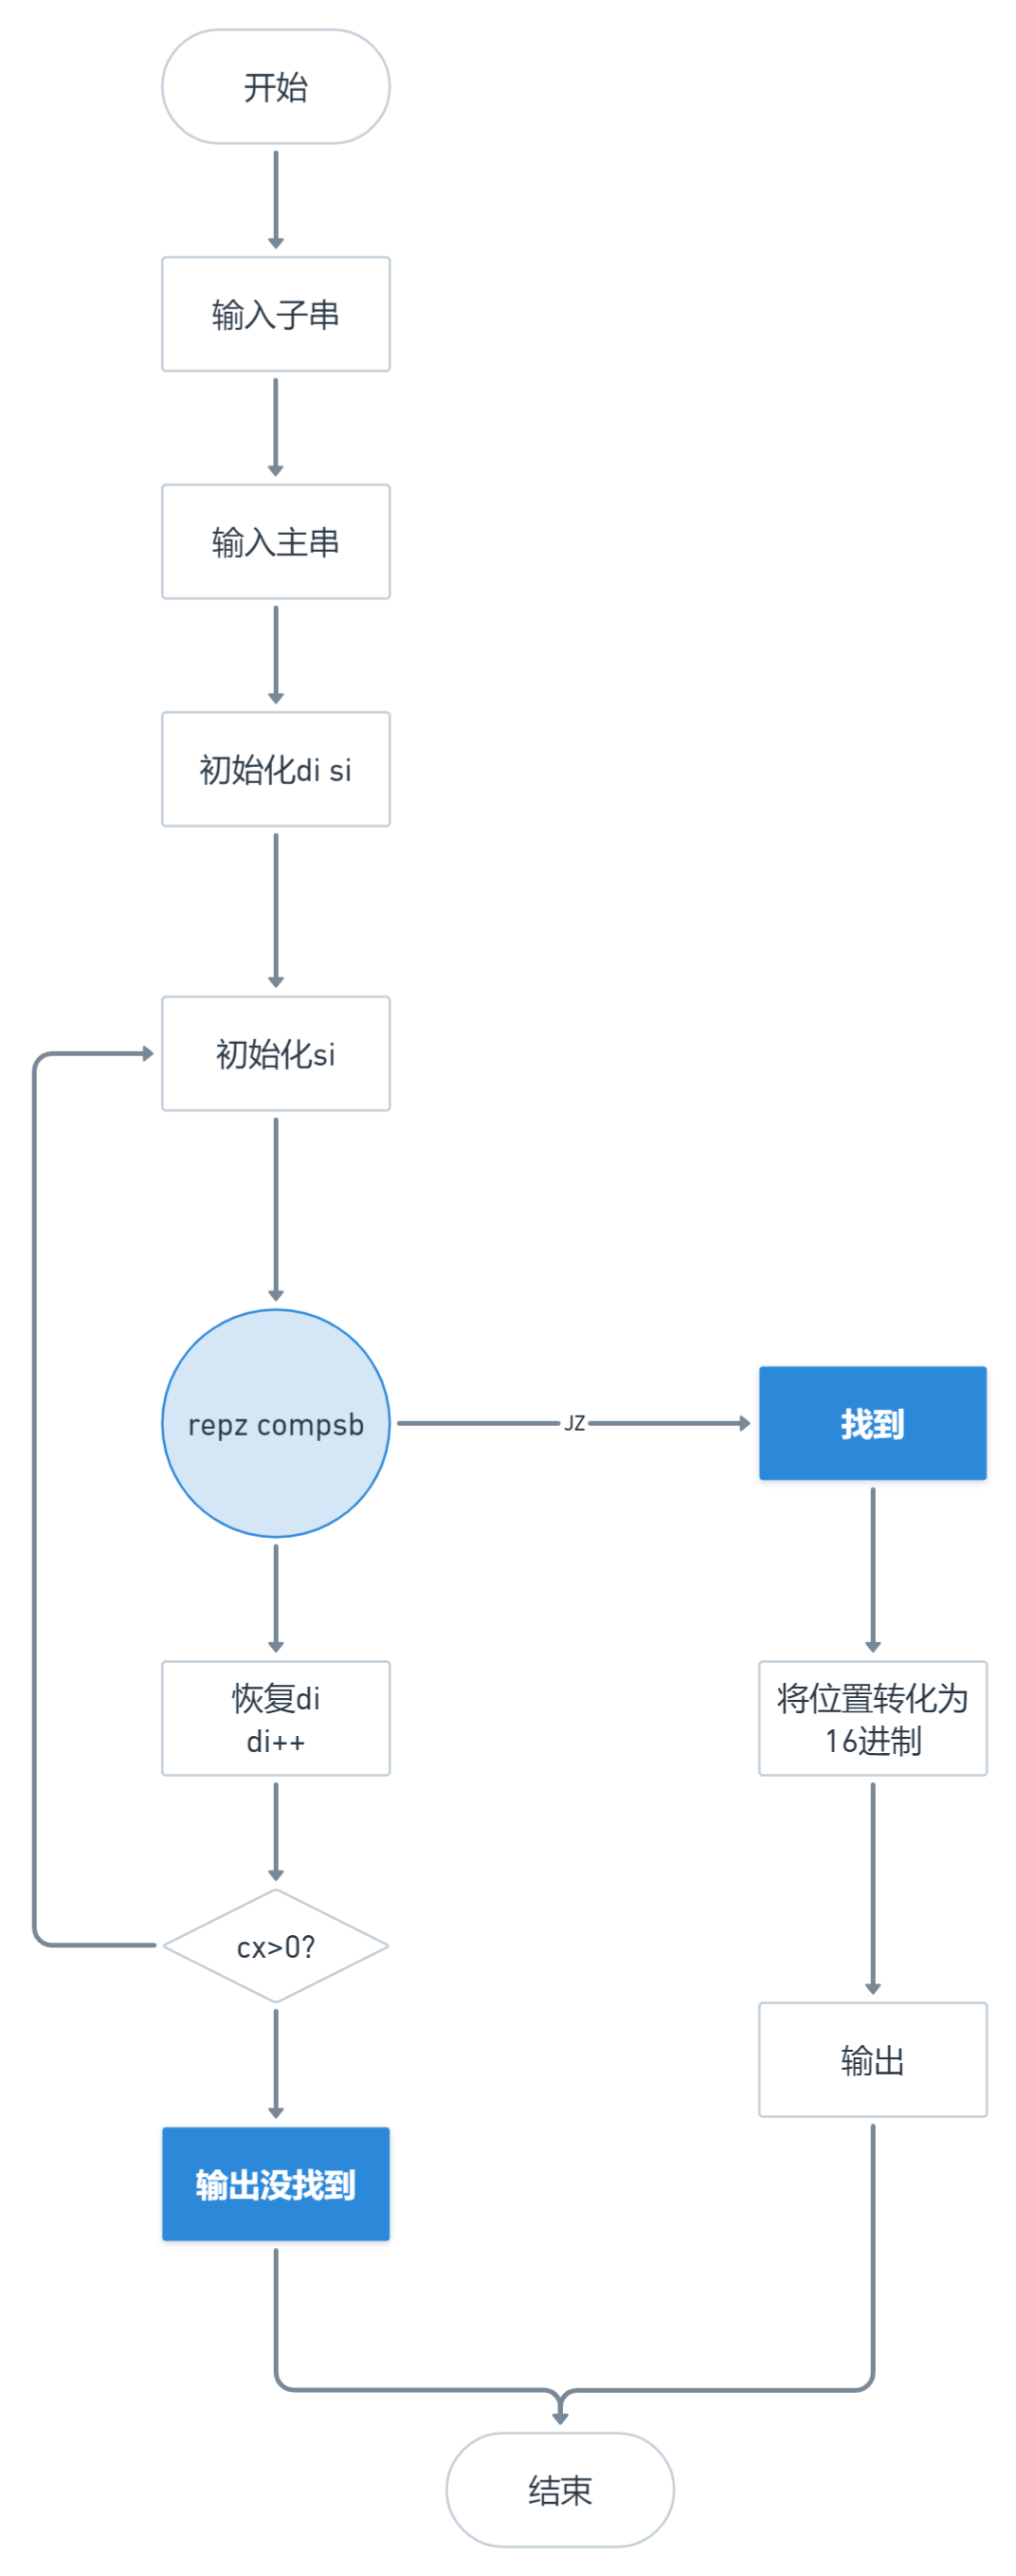 开始
输入子串
输入主串
初始化di si
初始化si
repz compsb
JZ
找到
恢复di
di++
将位置转化为
16进制
cx>0?
输出
输出没找到
结束